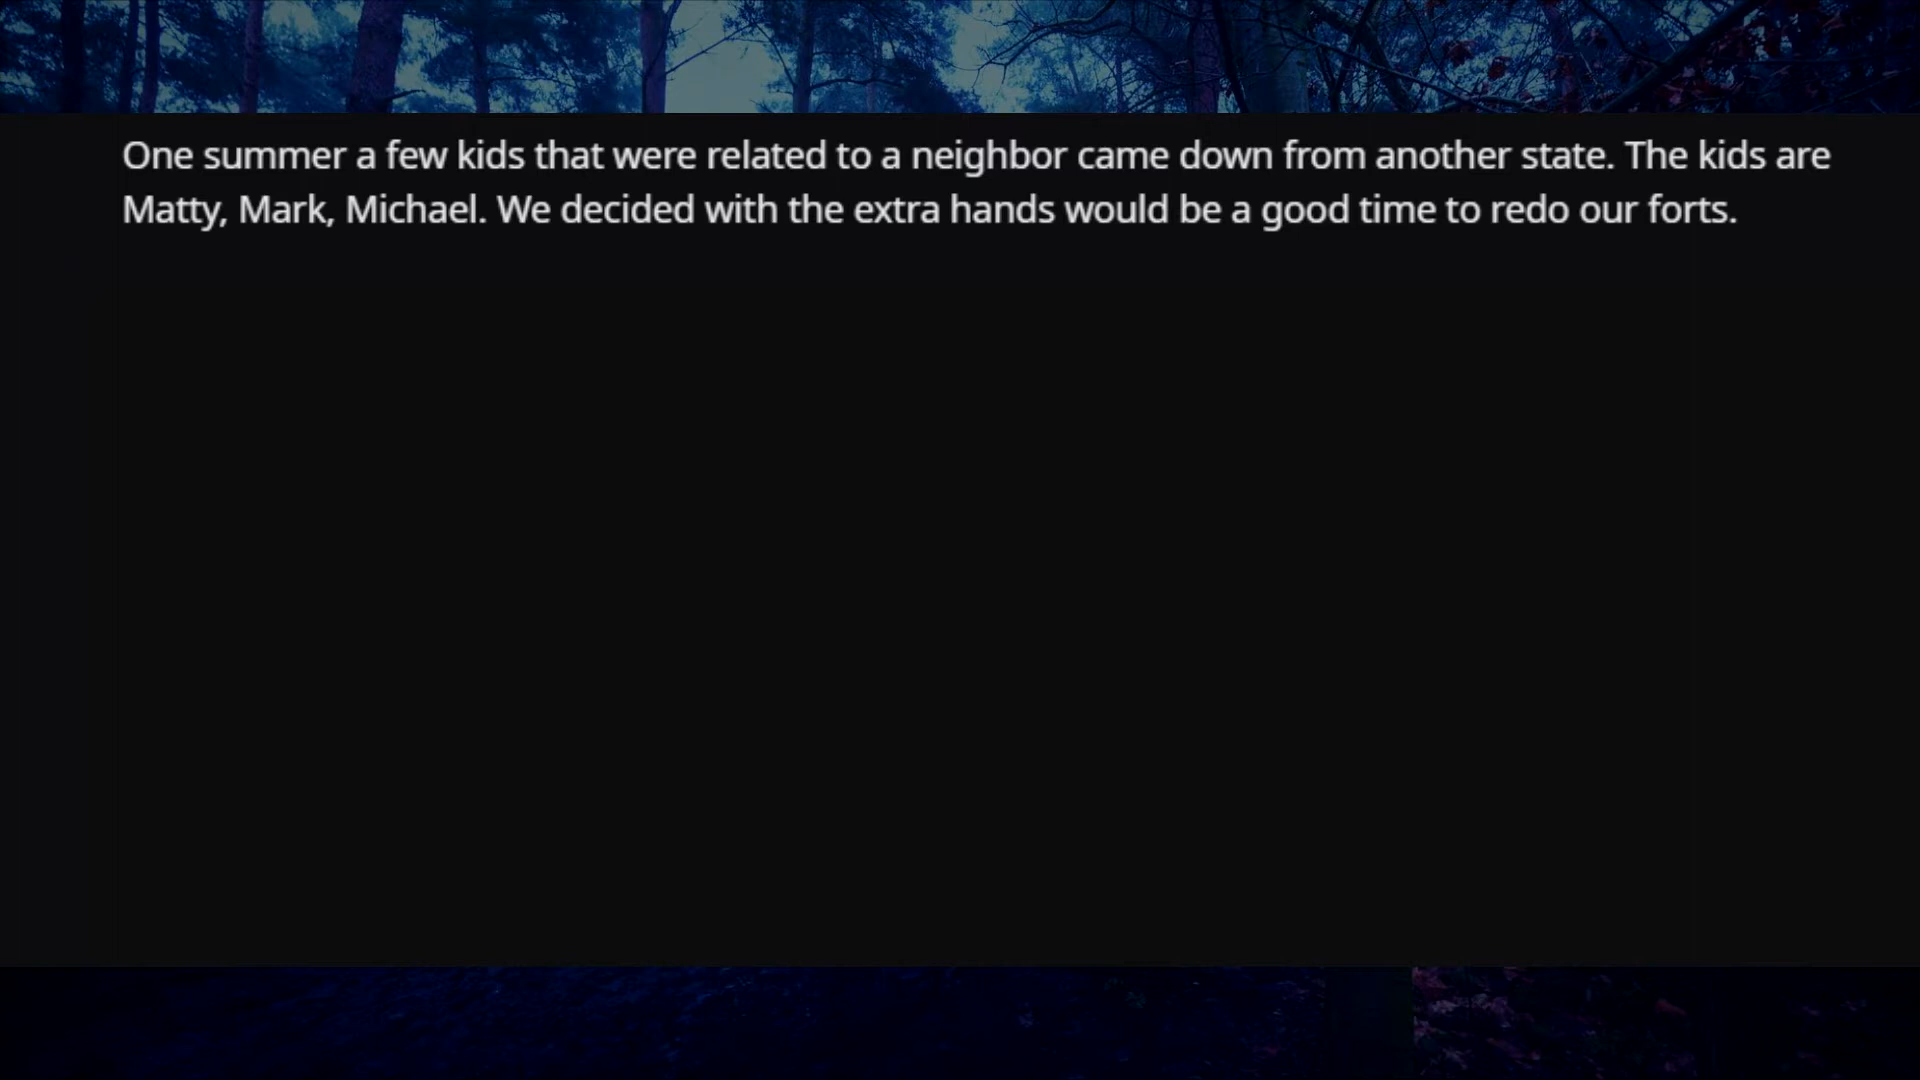 One summer a few kids that were related to a neighbor came down from another state. The kids are
Matty, Mark, Michael. We decided with the extra hands would be a good time to redo our forts.